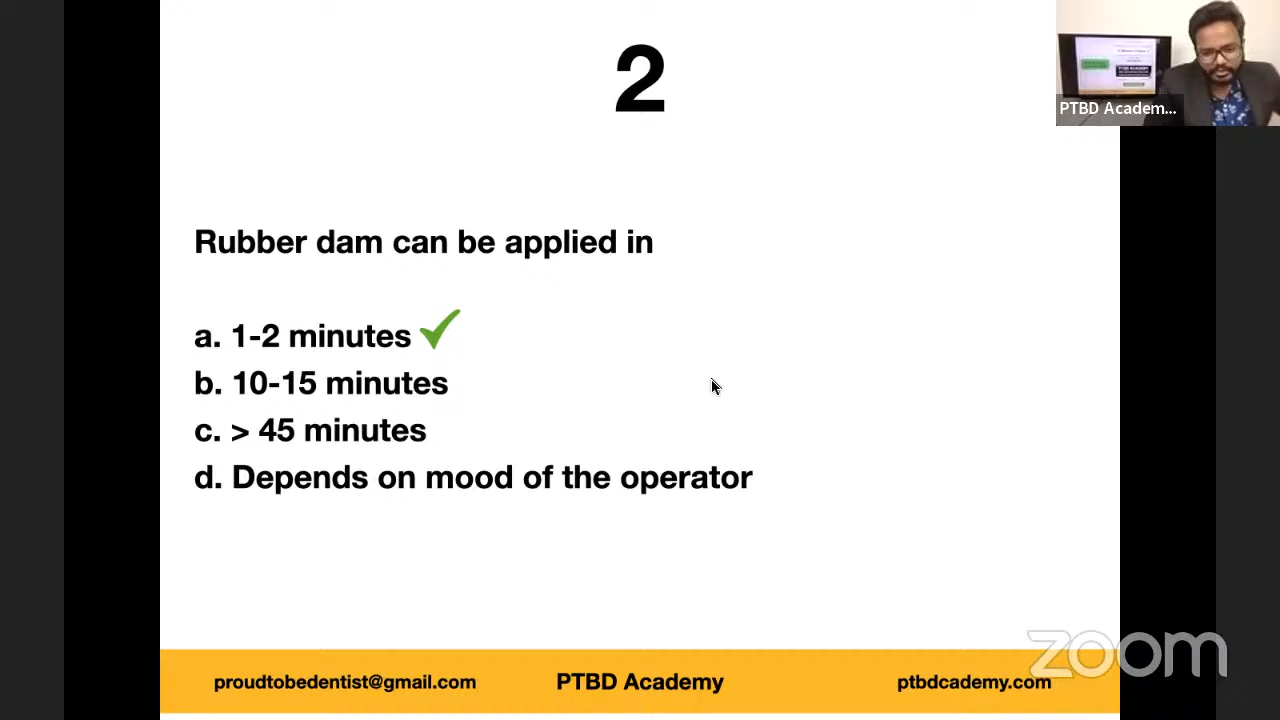 2
PTBD Academ...
Rubber dam can be applied in
a. 1-2 minutes
b. 10-15 minutes
c. > 45 minutes
d. Depends on mood of the operator
zoom
proudtobedentist@gmail.com
PTBD Academy
ptbdcademy.com